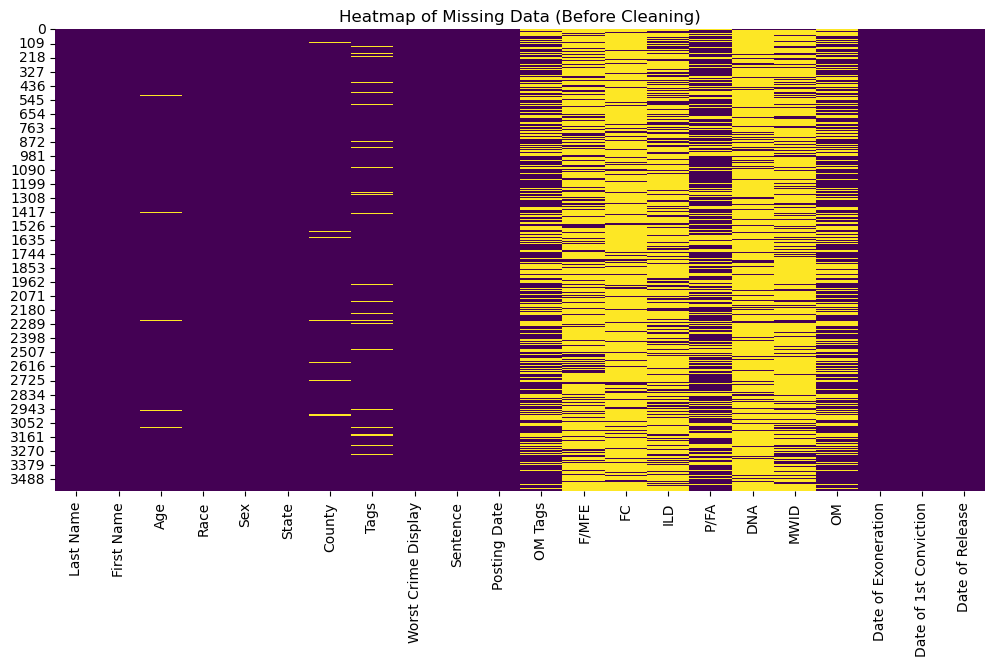 Heatmap of Missing Data (Before Cleaning)
0
109
218
327
436
545
654
763
872
981
1090
1199
1308
1417
1526
1635
1744
1853
1962
2071
2180
2289
2398
2507
2616
2725
2834
2943
3052
3161
3270
3379
3488
Last Name
First Name
Age
Race
Sex
State
County
Tags
Worst Crime Display
Sentence
Posting Date
OM Tags
F/MFE
FC
ILD
P/FA
DNA
MWID
OM
Date of Exoneration
Date of 1st Conviction
Date of Release